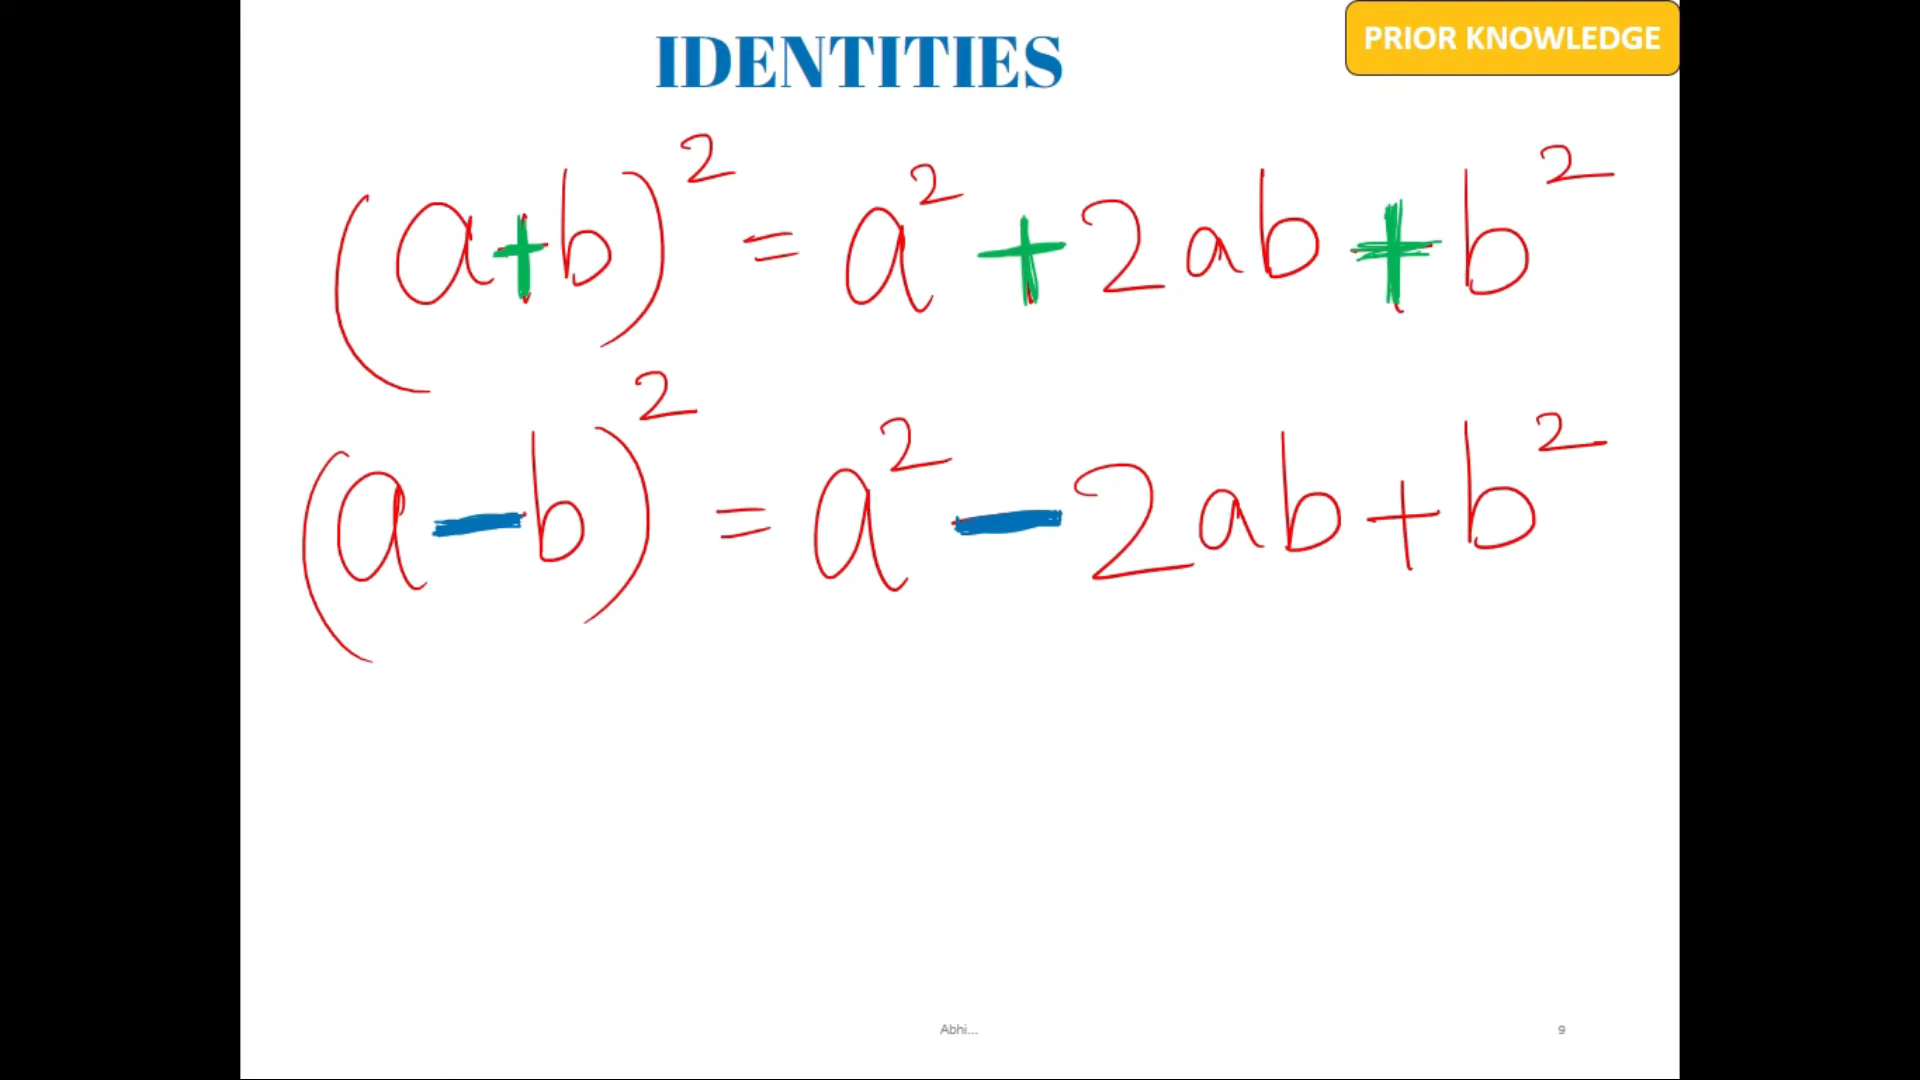 IDENTITIES
PRIOR KNOWLEDGE
(a+b)² = a² + 2ab + b²
(a-b)² = a² - 2ab + b²
Abhi...
9